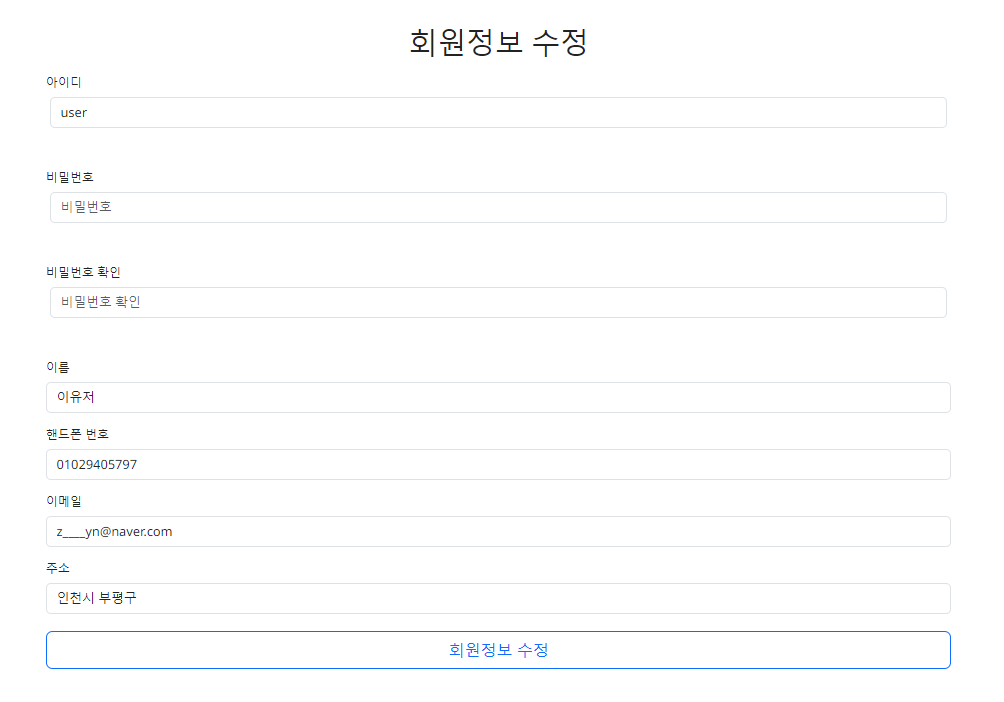 회원정보 수정
아이디
user
비밀번호
비밀번호
비밀번호 확인
비밀번호 확인
이름
이유저
핸드폰 번호
01029405797
이메일
z____yn@naver.com
주소
인천시 부평구
회원정보 수정